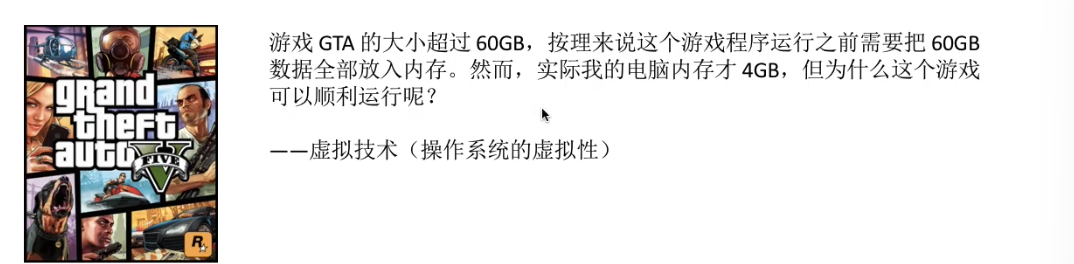 grand
theft
auto
FIVE
R
游戏 GTA 的大小超过 60GB，按理来说这个游戏程序运行之前需要把 60GB
数据全部放入内存。然而，实际我的电脑内存才 4GB，但为什么这个游戏
可以顺利运行呢？
——虚拟技术（操作系统的虚拟性）